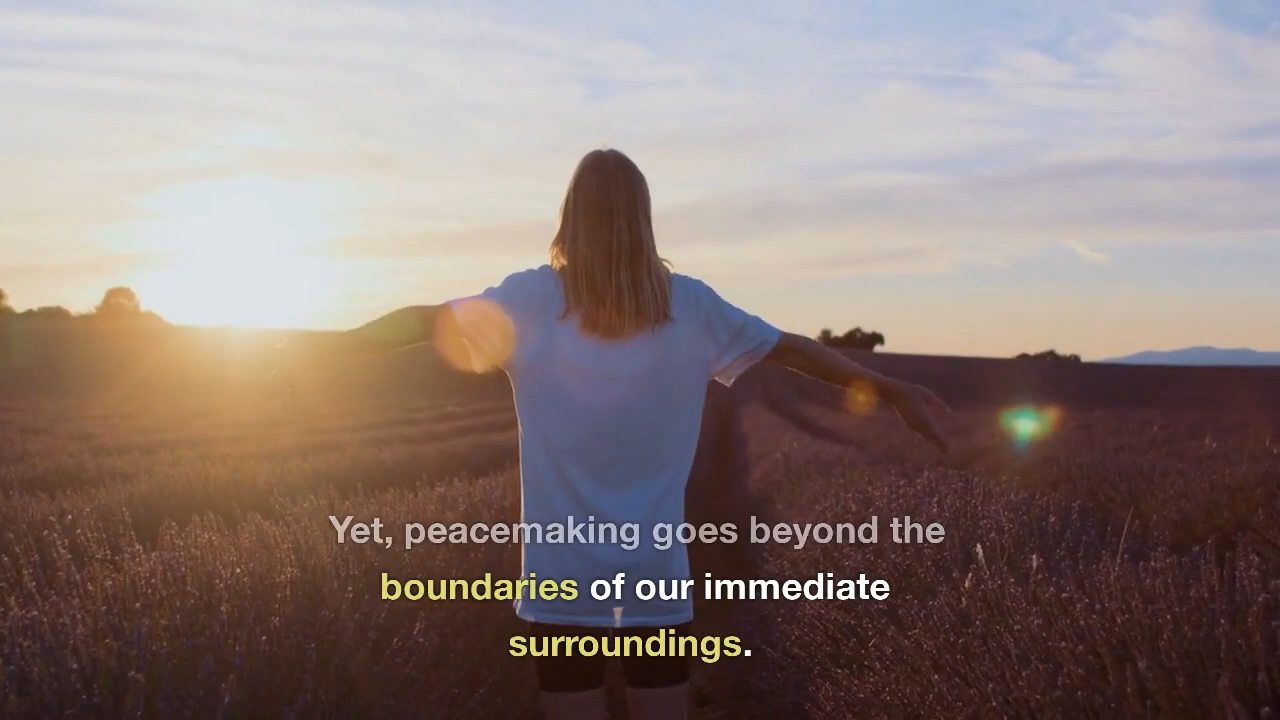 Yet, peacemaking goes beyond the
boundaries of our immediate
surroundings.